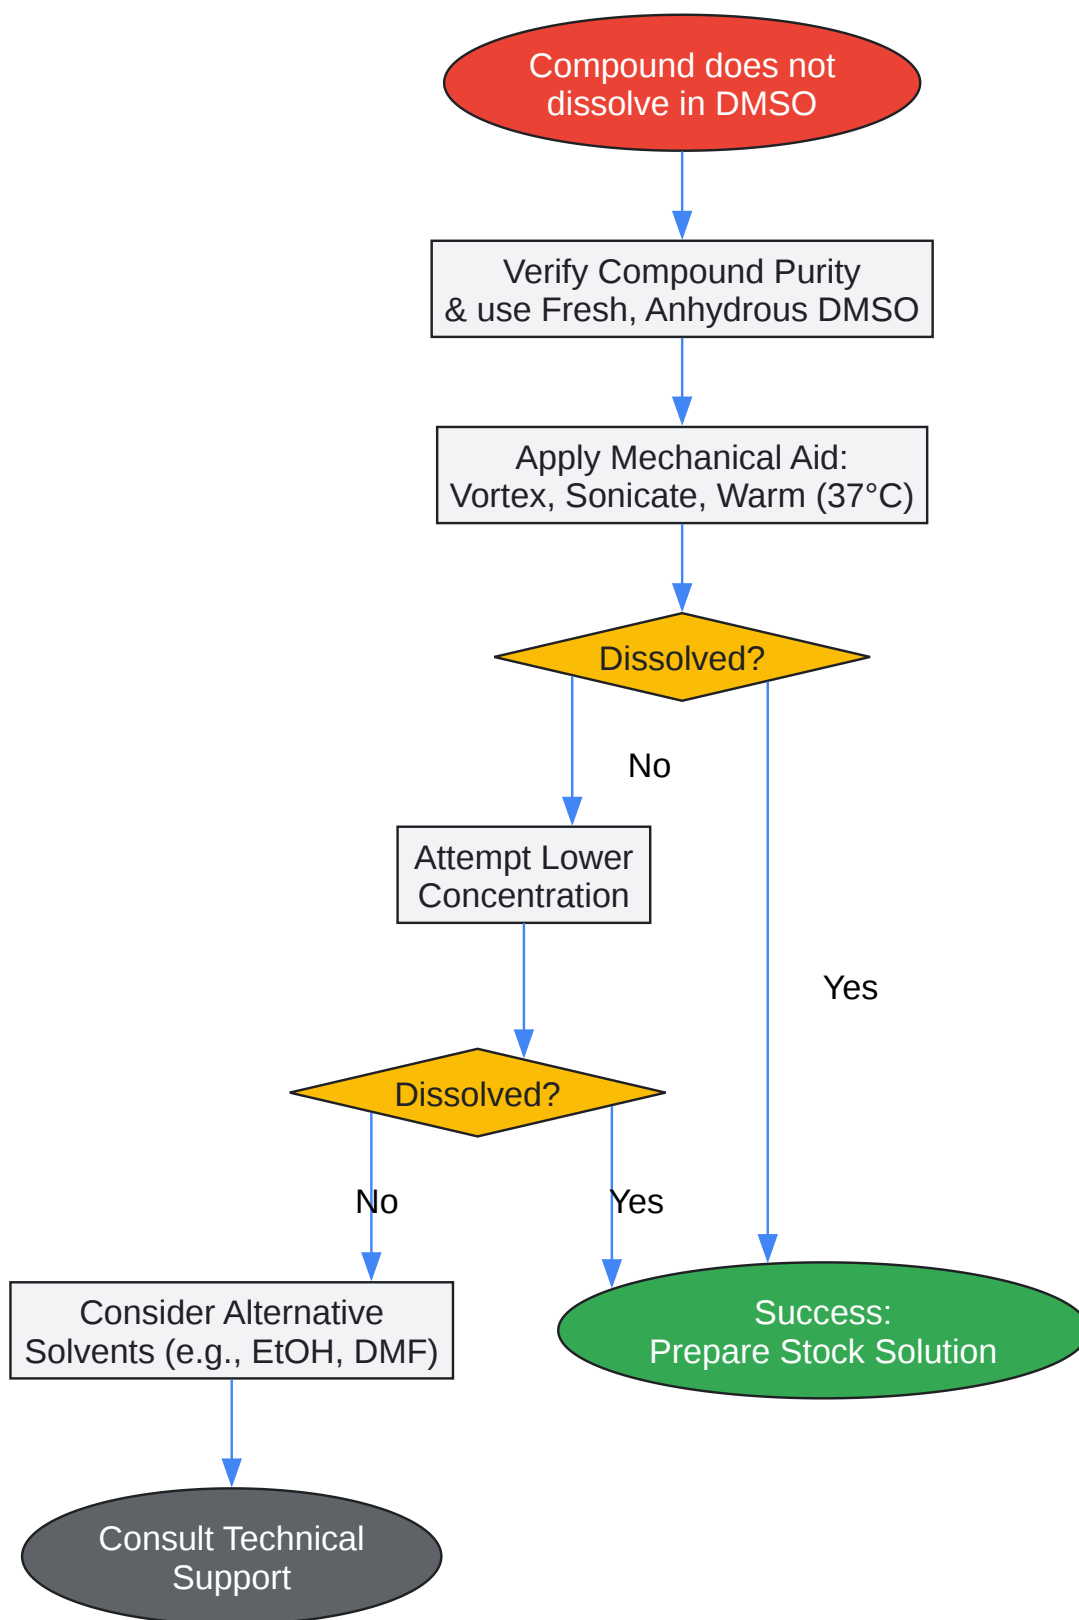 Compound does not
dissolve in DMSO
Verify Compound Purity
& use Fresh, Anhydrous DMSO
Apply Mechanical Aid:
Vortex, Sonicate, Warm (37°C)
Dissolved?
No
Attempt Lower
Concentration
Yes
Dissolved?
No
Yes
Consider Alternative
Solvents (e.g., EtOH, DMF)
Success:
Prepare Stock Solution
Consult Technical
Support